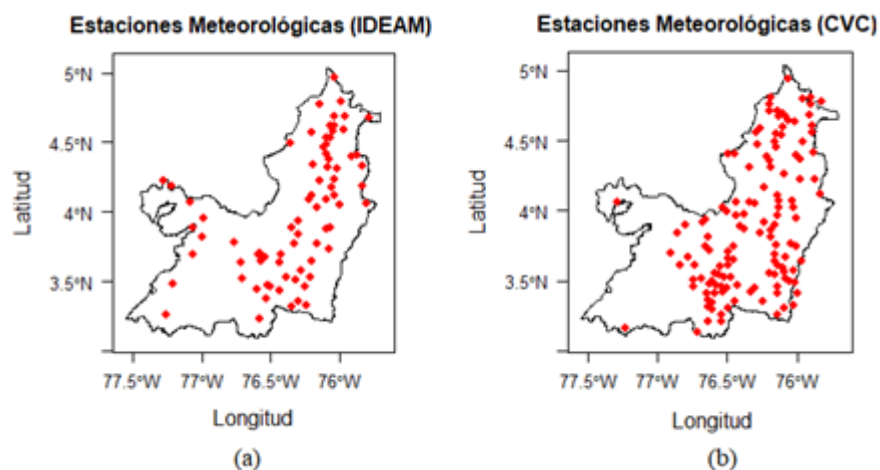 Estaciones Meteorológicas (IDEAM)
Latitud
5°N
4.5°N
4°N
3.5°N
77.5°W 77°W 76.5°W 76°W
Longitud
(a)
Estaciones Meteorológicas (CVC)
Latitud
5°N
4.5°N
4°N
3.5°N
77.5°W 77°W 76.5°W 76°W
Longitud
(b)